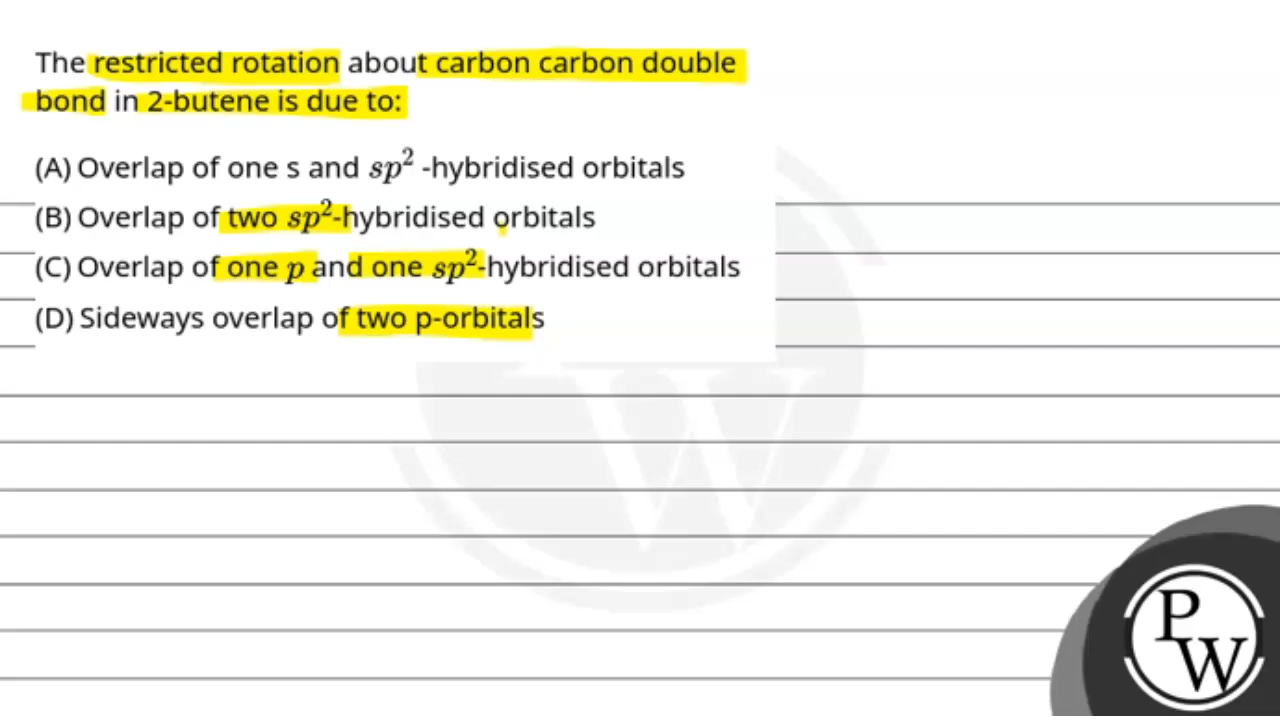 The restricted rotation about carbon carbon double
bond in 2-butene is due to:
(A) Overlap of one s and sp² -hybridised orbitals
(B) Overlap of two sp²-hybridised orbitals
(C) Overlap of one p and one sp²-hybridised orbitals
(D) Sideways overlap of two p-orbitals
P
W
W